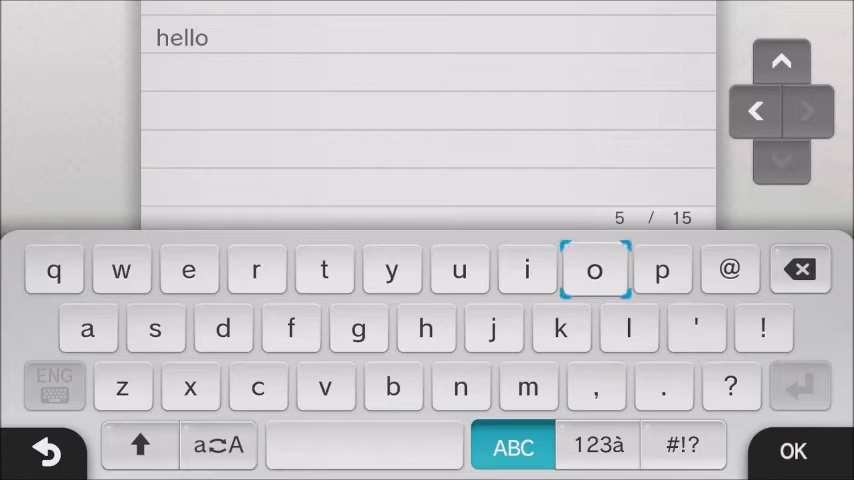 hello
5 / 15
q w e r t y u i o p @
a s d f g h j k l ' !
ENG z x c v b n m , . ?
a⇄A ABC 123à #!? OK